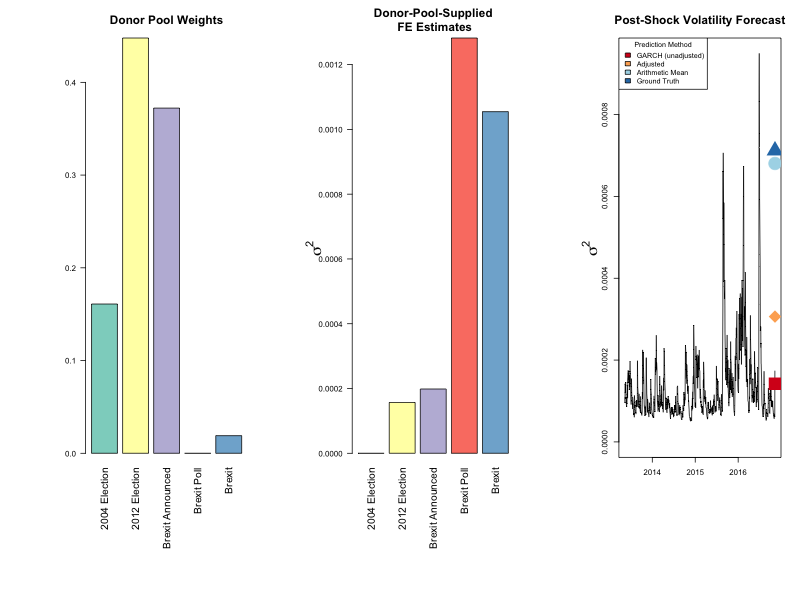 Donor Pool Weights
0.4
0.3
0.2
0.1
0.0
2004 Election
2012 Election
Brexit Announced
Brexit Poll
Brexit
Donor-Pool-Supplied
FE Estimates
σ²
0.0012
0.0010
0.0008
0.0006
0.0004
0.0002
0.0000
2004 Election
2012 Election
Brexit Announced
Brexit Poll
Brexit
Post-Shock Volatility Forecast
Prediction Method
GARCH (unadjusted)
Adjusted
Arithmetic Mean
Ground Truth
σ²
0.0008
0.0006
0.0004
0.0002
0.0000
2014
2015
2016